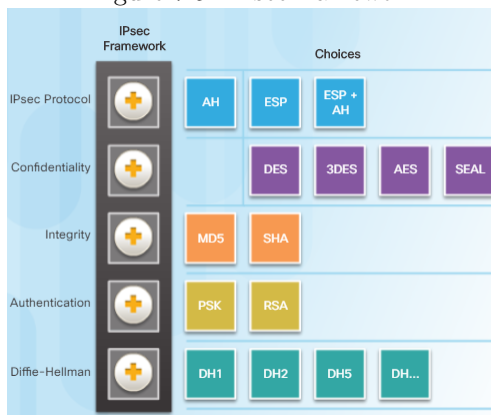 IPsec
Framework
Choices
IPsec Protocol
AH
ESP
ESP +
AH
Confidentiality
DES
3DES
AES
SEAL
Integrity
MD5
SHA
Authentication
PSK
RSA
Diffie-Hellman
DH1
DH2
DH5
DH...